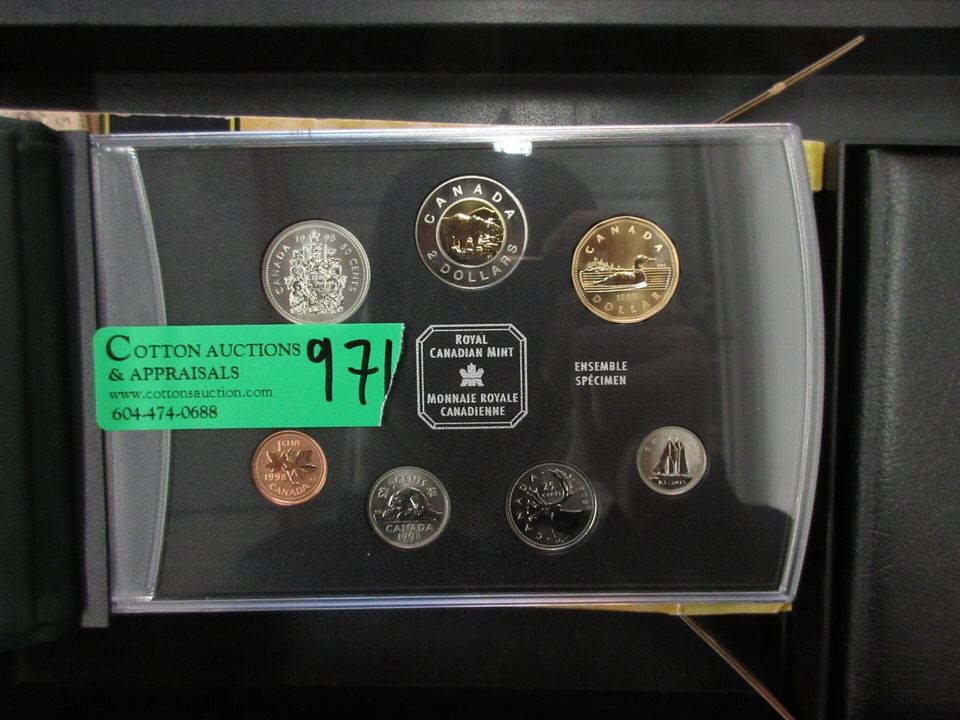 CANADA 1998 50 CENTS
CANADA
2 DOLLARS
CANADA
DOLLAR
COTTON AUCTIONS
& APPRAISALS
www.cottonsauction.com
604-474-0688
971
ROYAL
CANADIAN MINT
MONNAIE ROYALE
CANADIENNE
ENSEMBLE
SPÉCIMEN
1 CENT
1998
CANADA
5 CENTS
CANADA
1998
25
CENTS
CANADA
10 CENTS